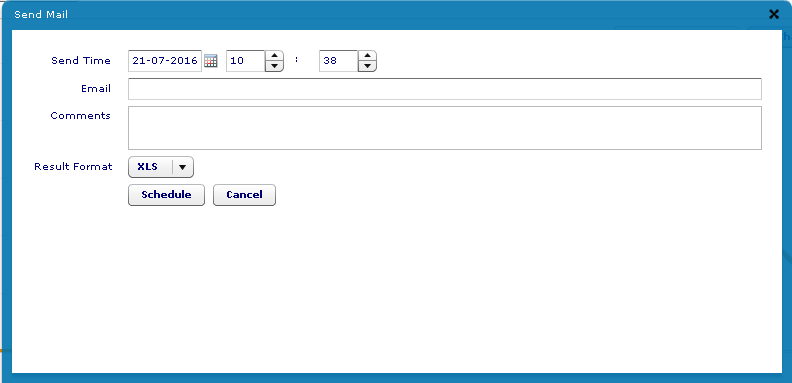 Send Mail
Send Time 21-07-2016 10 : 38
Email
Comments
Result Format XLS
Schedule Cancel